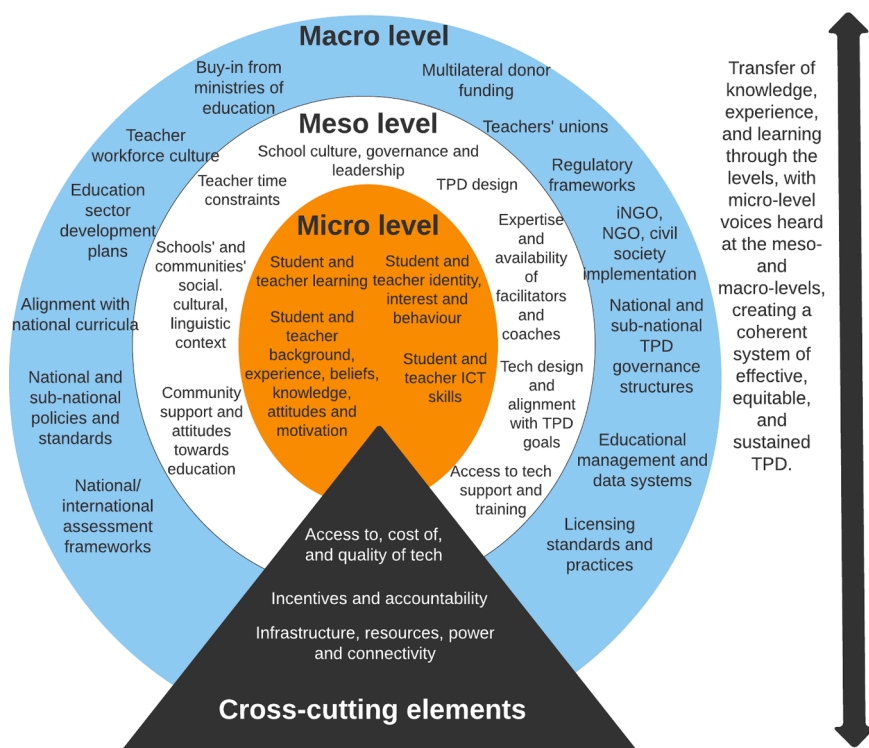 Macro level
Buy-in from
ministries of
education
Multilateral donor
funding
Teacher
workforce culture
Teachers' unions
Education
sector
development
plans
Regulatory
frameworks
Alignment with
national curricula
iNGO,
NGO, civil
society
implementation
National and
sub-national
policies and
standards
National and
sub-national
TPD
governance
structures
National/
international
assessment
frameworks
Educational
management and
data systems
Licensing
standards and
practices
Meso level
School culture, governance and
leadership
Teacher time
constraints
TPD design
Schools' and
communities'
social.
cultural,
linguistic
context
Expertise
and
availability
of
facilitators
and
coaches
Community
support and
attitudes
towards
education
Tech design
and
alignment
with TPD
goals
Access to tech
support and
training
Micro level
Student and
teacher learning
Student and
teacher identity,
interest and
behaviour
Student and
teacher
background,
experience, beliefs,
knowledge,
attitudes and
motivation
Student and
teacher ICT
skills
Access to, cost of,
and quality of tech
Incentives and accountability
Infrastructure, resources, power
and connectivity
Cross-cutting elements
Transfer of
knowledge,
experience,
and learning
through the
levels, with
micro-level
voices heard
at the meso-
and
macro-levels,
creating a
coherent
system of
effective,
equitable,
and
sustained
TPD.